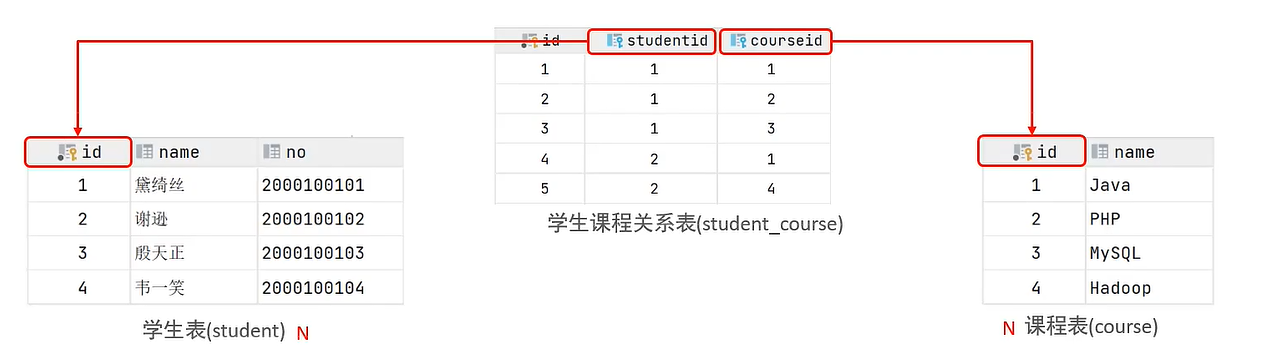 id studentid courseid
1 1 1
2 1 2
3 1 3
4 2 1
5 2 4
学生课程关系表(student_course)
id name no
1 黛绮丝 2000100101
2 谢逊 2000100102
3 殷天正 2000100103
4 韦一笑 2000100104
学生表(student) N
id name
1 Java
2 PHP
3 MySQL
4 Hadoop
N 课程表(course)